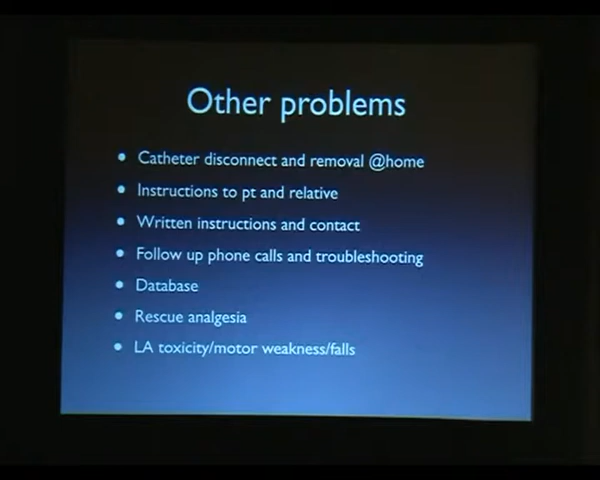 Other problems
Catheter disconnect and removal @home
Instructions to pt and relative
Written instructions and contact
Follow up phone calls and troubleshooting
Database
Rescue analgesia
LA toxicity/motor weakness/falls